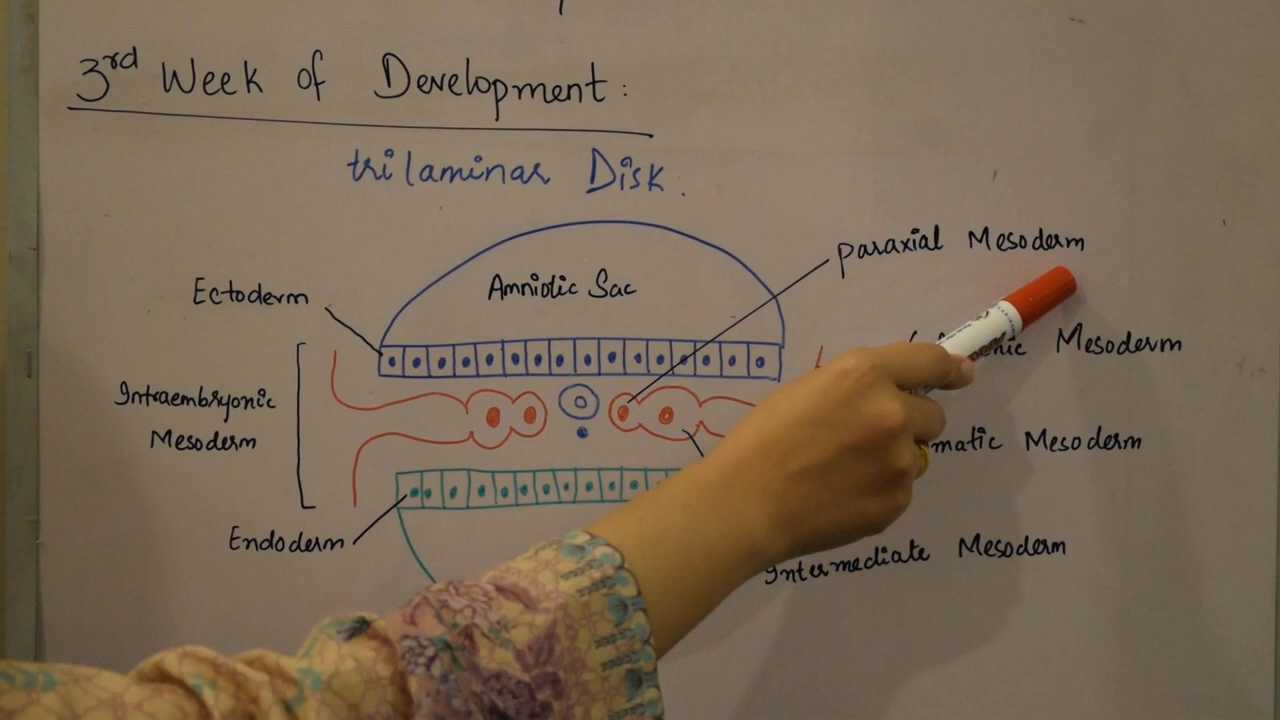 3rd Week of Development:
trilaminar Disk.
paraxial Mesoderm
Ectoderm
Amniotic Sac
Mesoderm
Intraembryonic
Mesoderm
Mesoderm
Endoderm
Intermediate Mesoderm